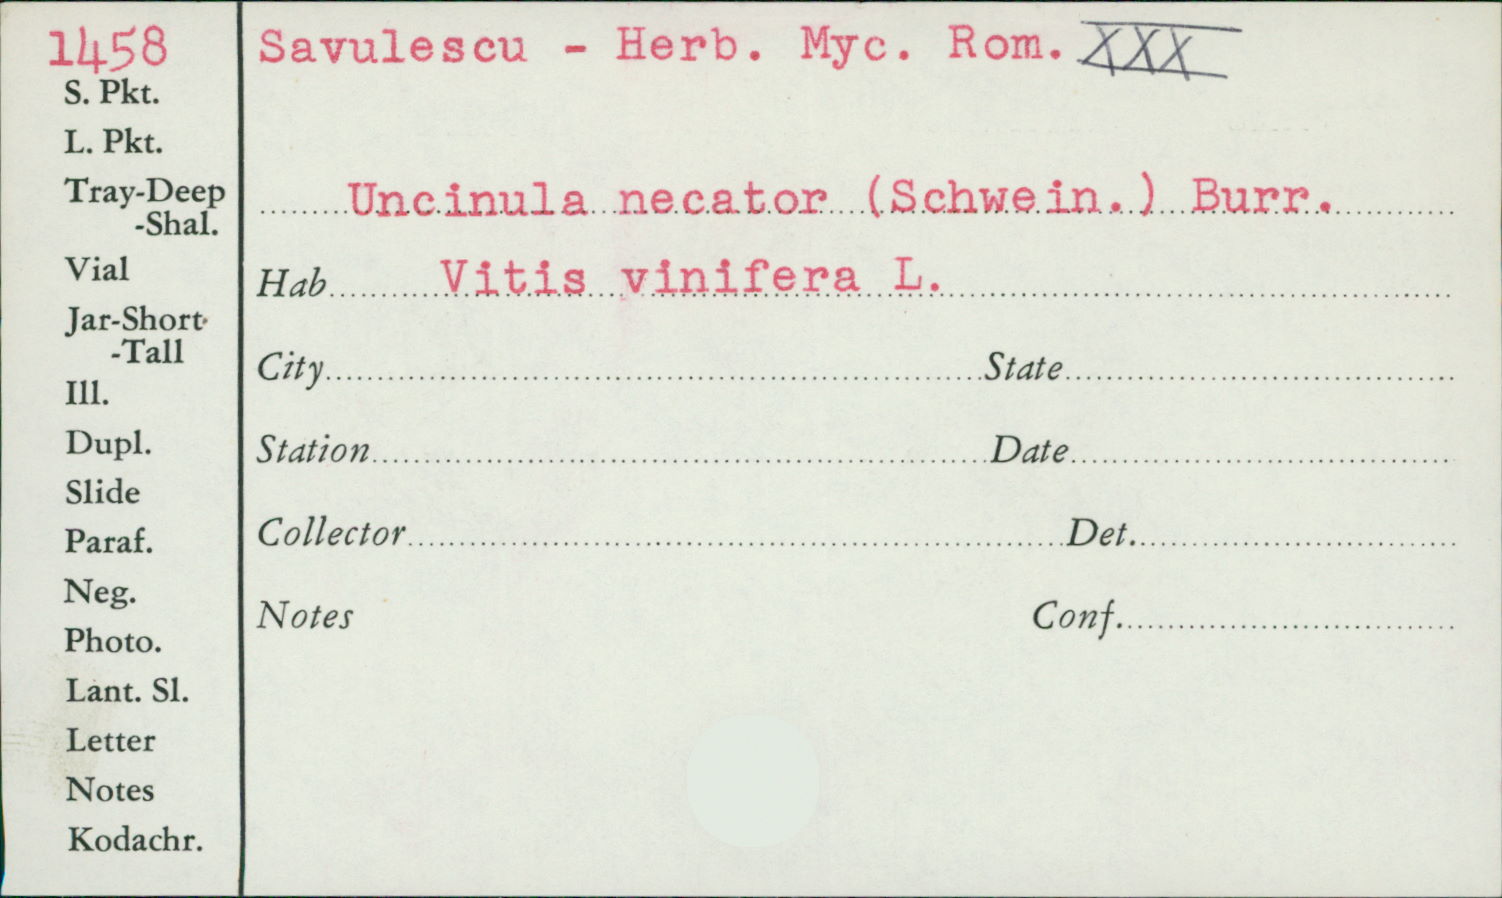 1458
Savulescu - Herb. Myc. Rom. XXX
S. Pkt.
L. Pkt.
Tray-Deep
-Shal.
Uncinula necator (Schwein.) Burr.
Vial
Hab Vitis vinifera L.
Jar-Short
-Tall
City State
Ill.
Dupl.
Station Date
Slide
Paraf.
Collector Det.
Neg.
Notes Conf.
Photo.
Lant. Sl.
Letter
Notes
Kodachr.